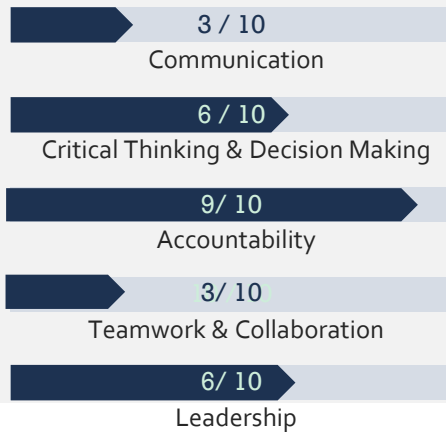 3 / 10
Communication
6 / 10
Critical Thinking & Decision Making
9/ 10
Accountability
3/ 10
Teamwork & Collaboration
6/ 10
Leadership